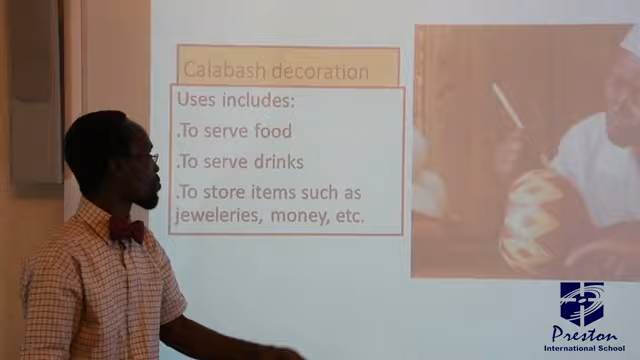 Calabash decoration
Uses includes:
.To serve food
.To serve drinks
.To store items such as
jeweleries, money, etc.
Preston
International School